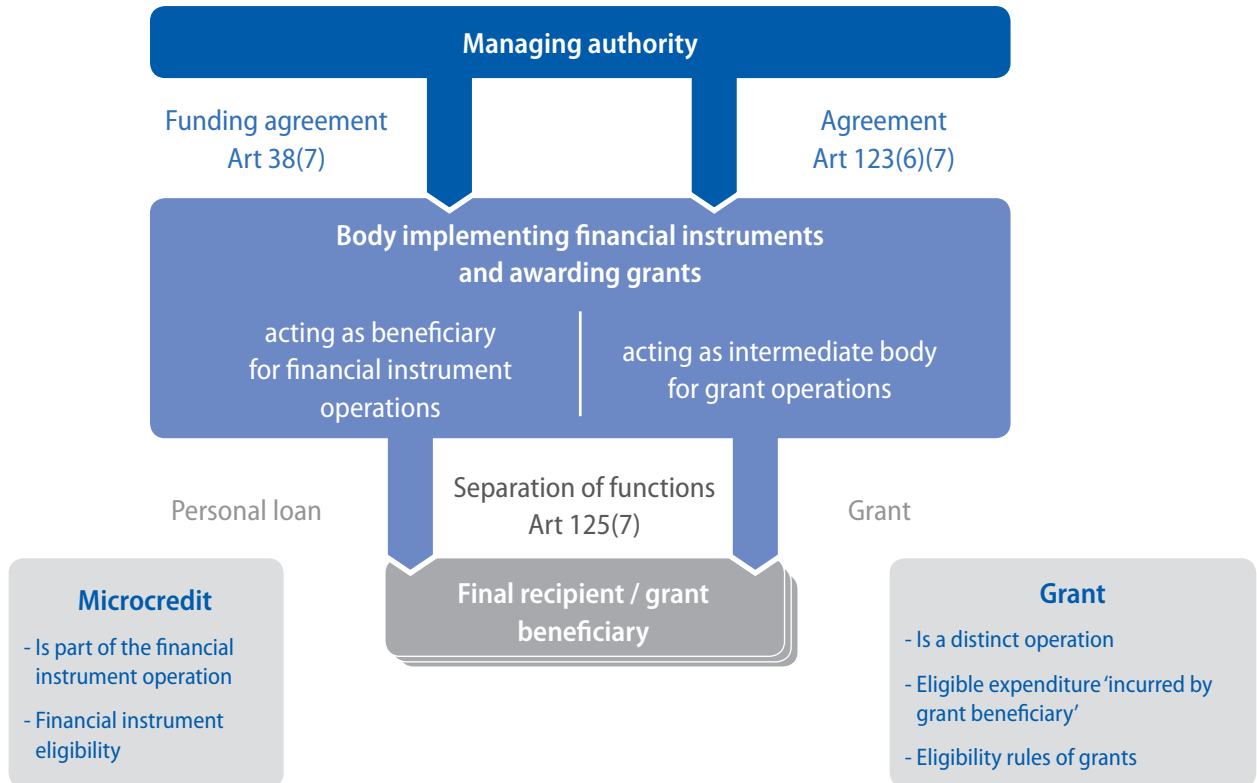 Managing authority
Funding agreement
Art 38(7)
Agreement
Art 123(6)(7)
Body implementing financial instruments
and awarding grants
acting as beneficiary
for financial instrument
operations
acting as intermediate body
for grant operations
Personal loan
Separation of functions
Art 125(7)
Grant
Microcredit
- Is part of the financial
instrument operation
- Financial instrument
eligibility
Final recipient / grant
beneficiary
Grant
- Is a distinct operation
- Eligible expenditure ‘incurred by
grant beneficiary’
- Eligibility rules of grants